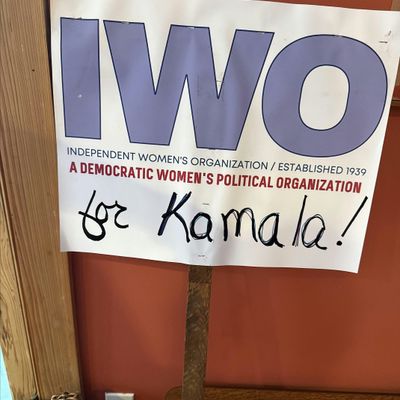 IWO
INDEPENDENT WOMEN'S ORGANIZATION / ESTABLISHED 1939
A DEMOCRATIC WOMEN'S POLITICAL ORGANIZATION
for Kamala!